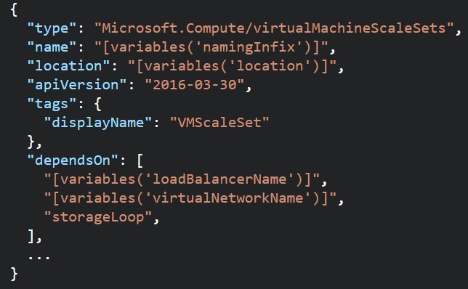 {
"type": "Microsoft.Compute/virtualMachineScaleSets",
"name": "[variables('namingInfix')]",
"location": "[variables('location')]",
"apiVersion": "2016-03-30",
"tags": {
"displayName": "VMScaleSet"
},
"dependsOn": [
"[variables('loadBalancerName')]",
"[variables('virtualNetworkName')]",
"storageLoop",
],
...
}